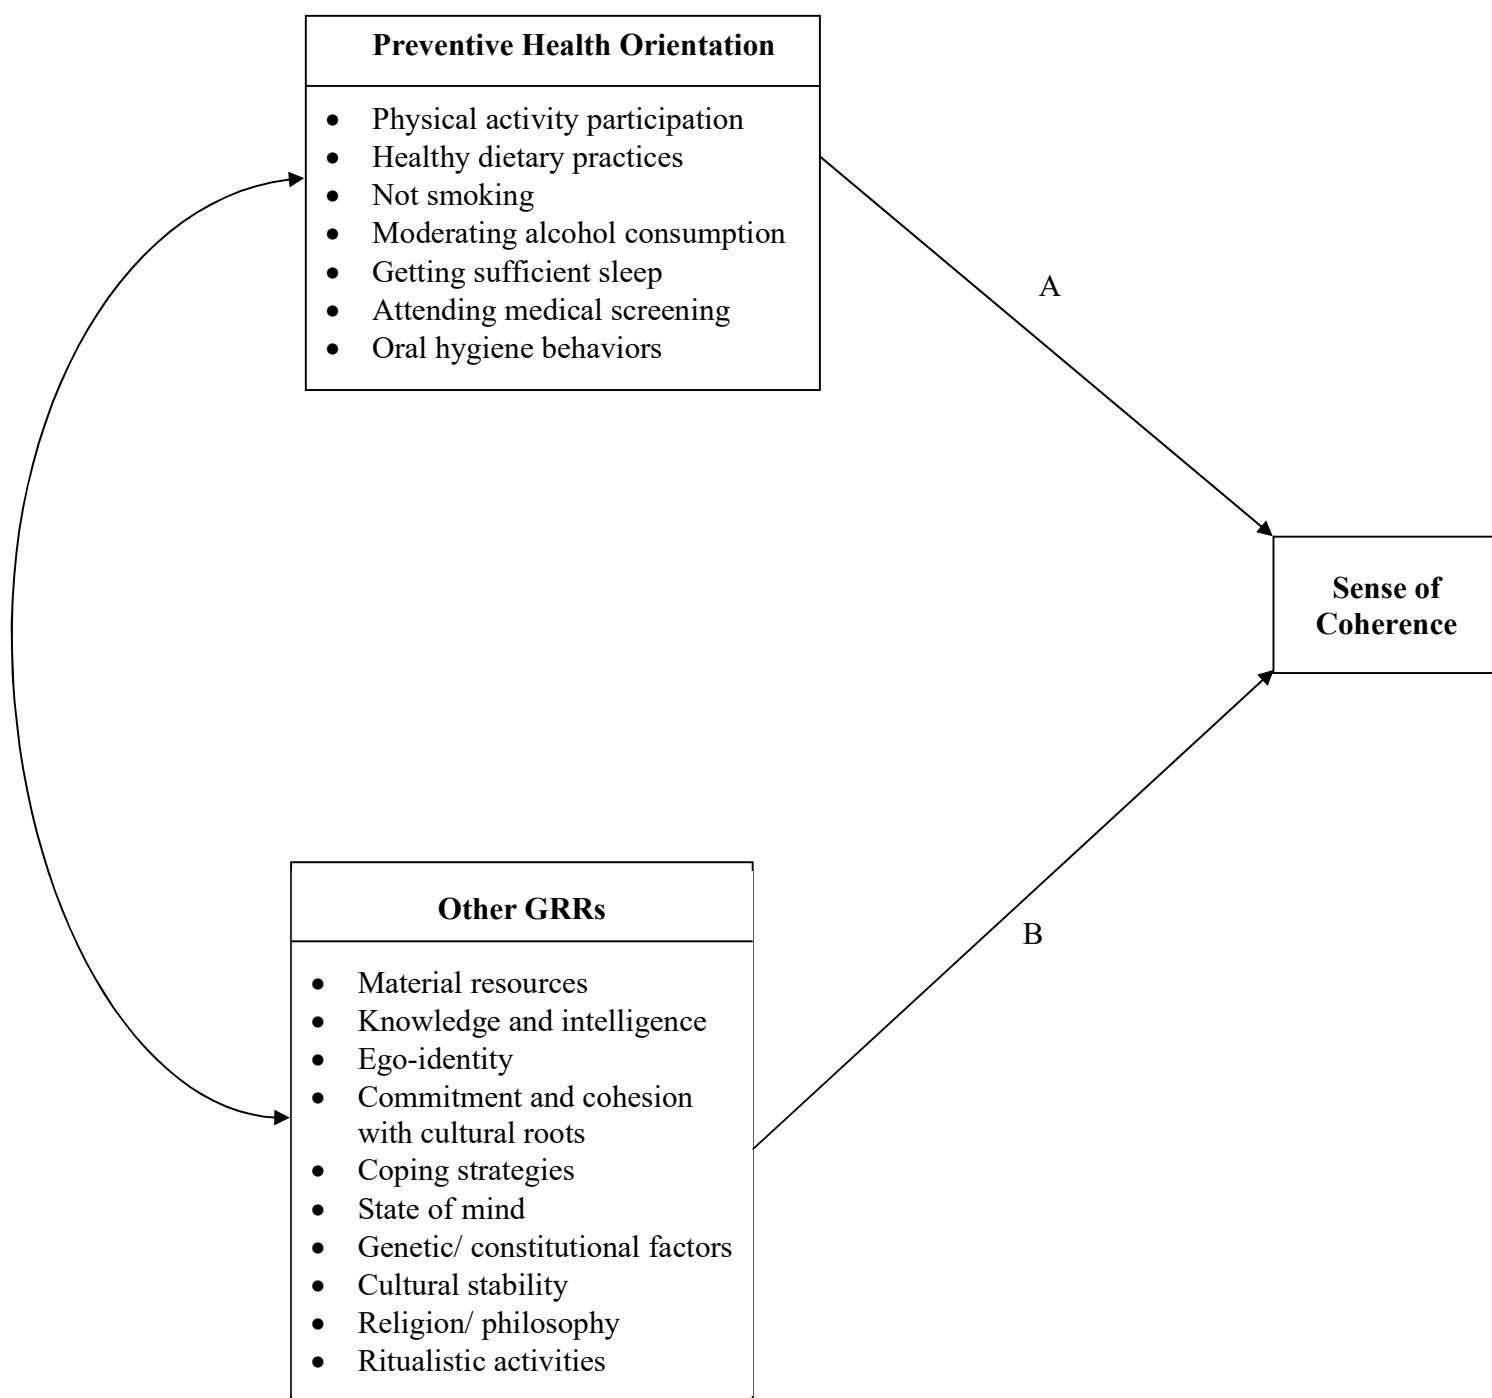 Preventive Health Orientation
• Physical activity participation
• Healthy dietary practices
• Not smoking
• Moderating alcohol consumption
• Getting sufficient sleep
• Attending medical screening
• Oral hygiene behaviors
A
Sense of
Coherence
Other GRRs
B
• Material resources
• Knowledge and intelligence
• Ego-identity
• Commitment and cohesion
with cultural roots
• Coping strategies
• State of mind
• Genetic/ constitutional factors
• Cultural stability
• Religion/ philosophy
• Ritualistic activities